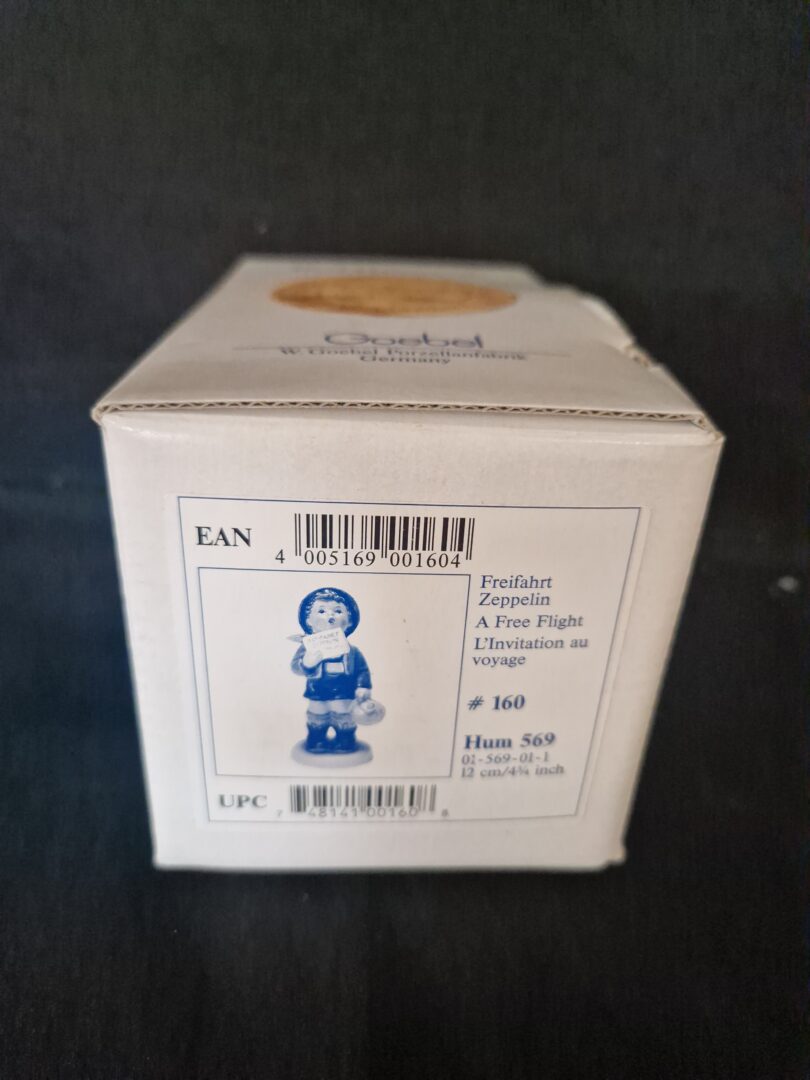 Goebel
W. Goebel Porzellanfabrik
Germany
EAN
4 005169 001604
Freifahrt
Zeppelin
A Free Flight
L'Invitation au
voyage
# 160
Hum 569
01-569-01-1
12 cm/4¾ inch
UPC
7 48141 00160 8